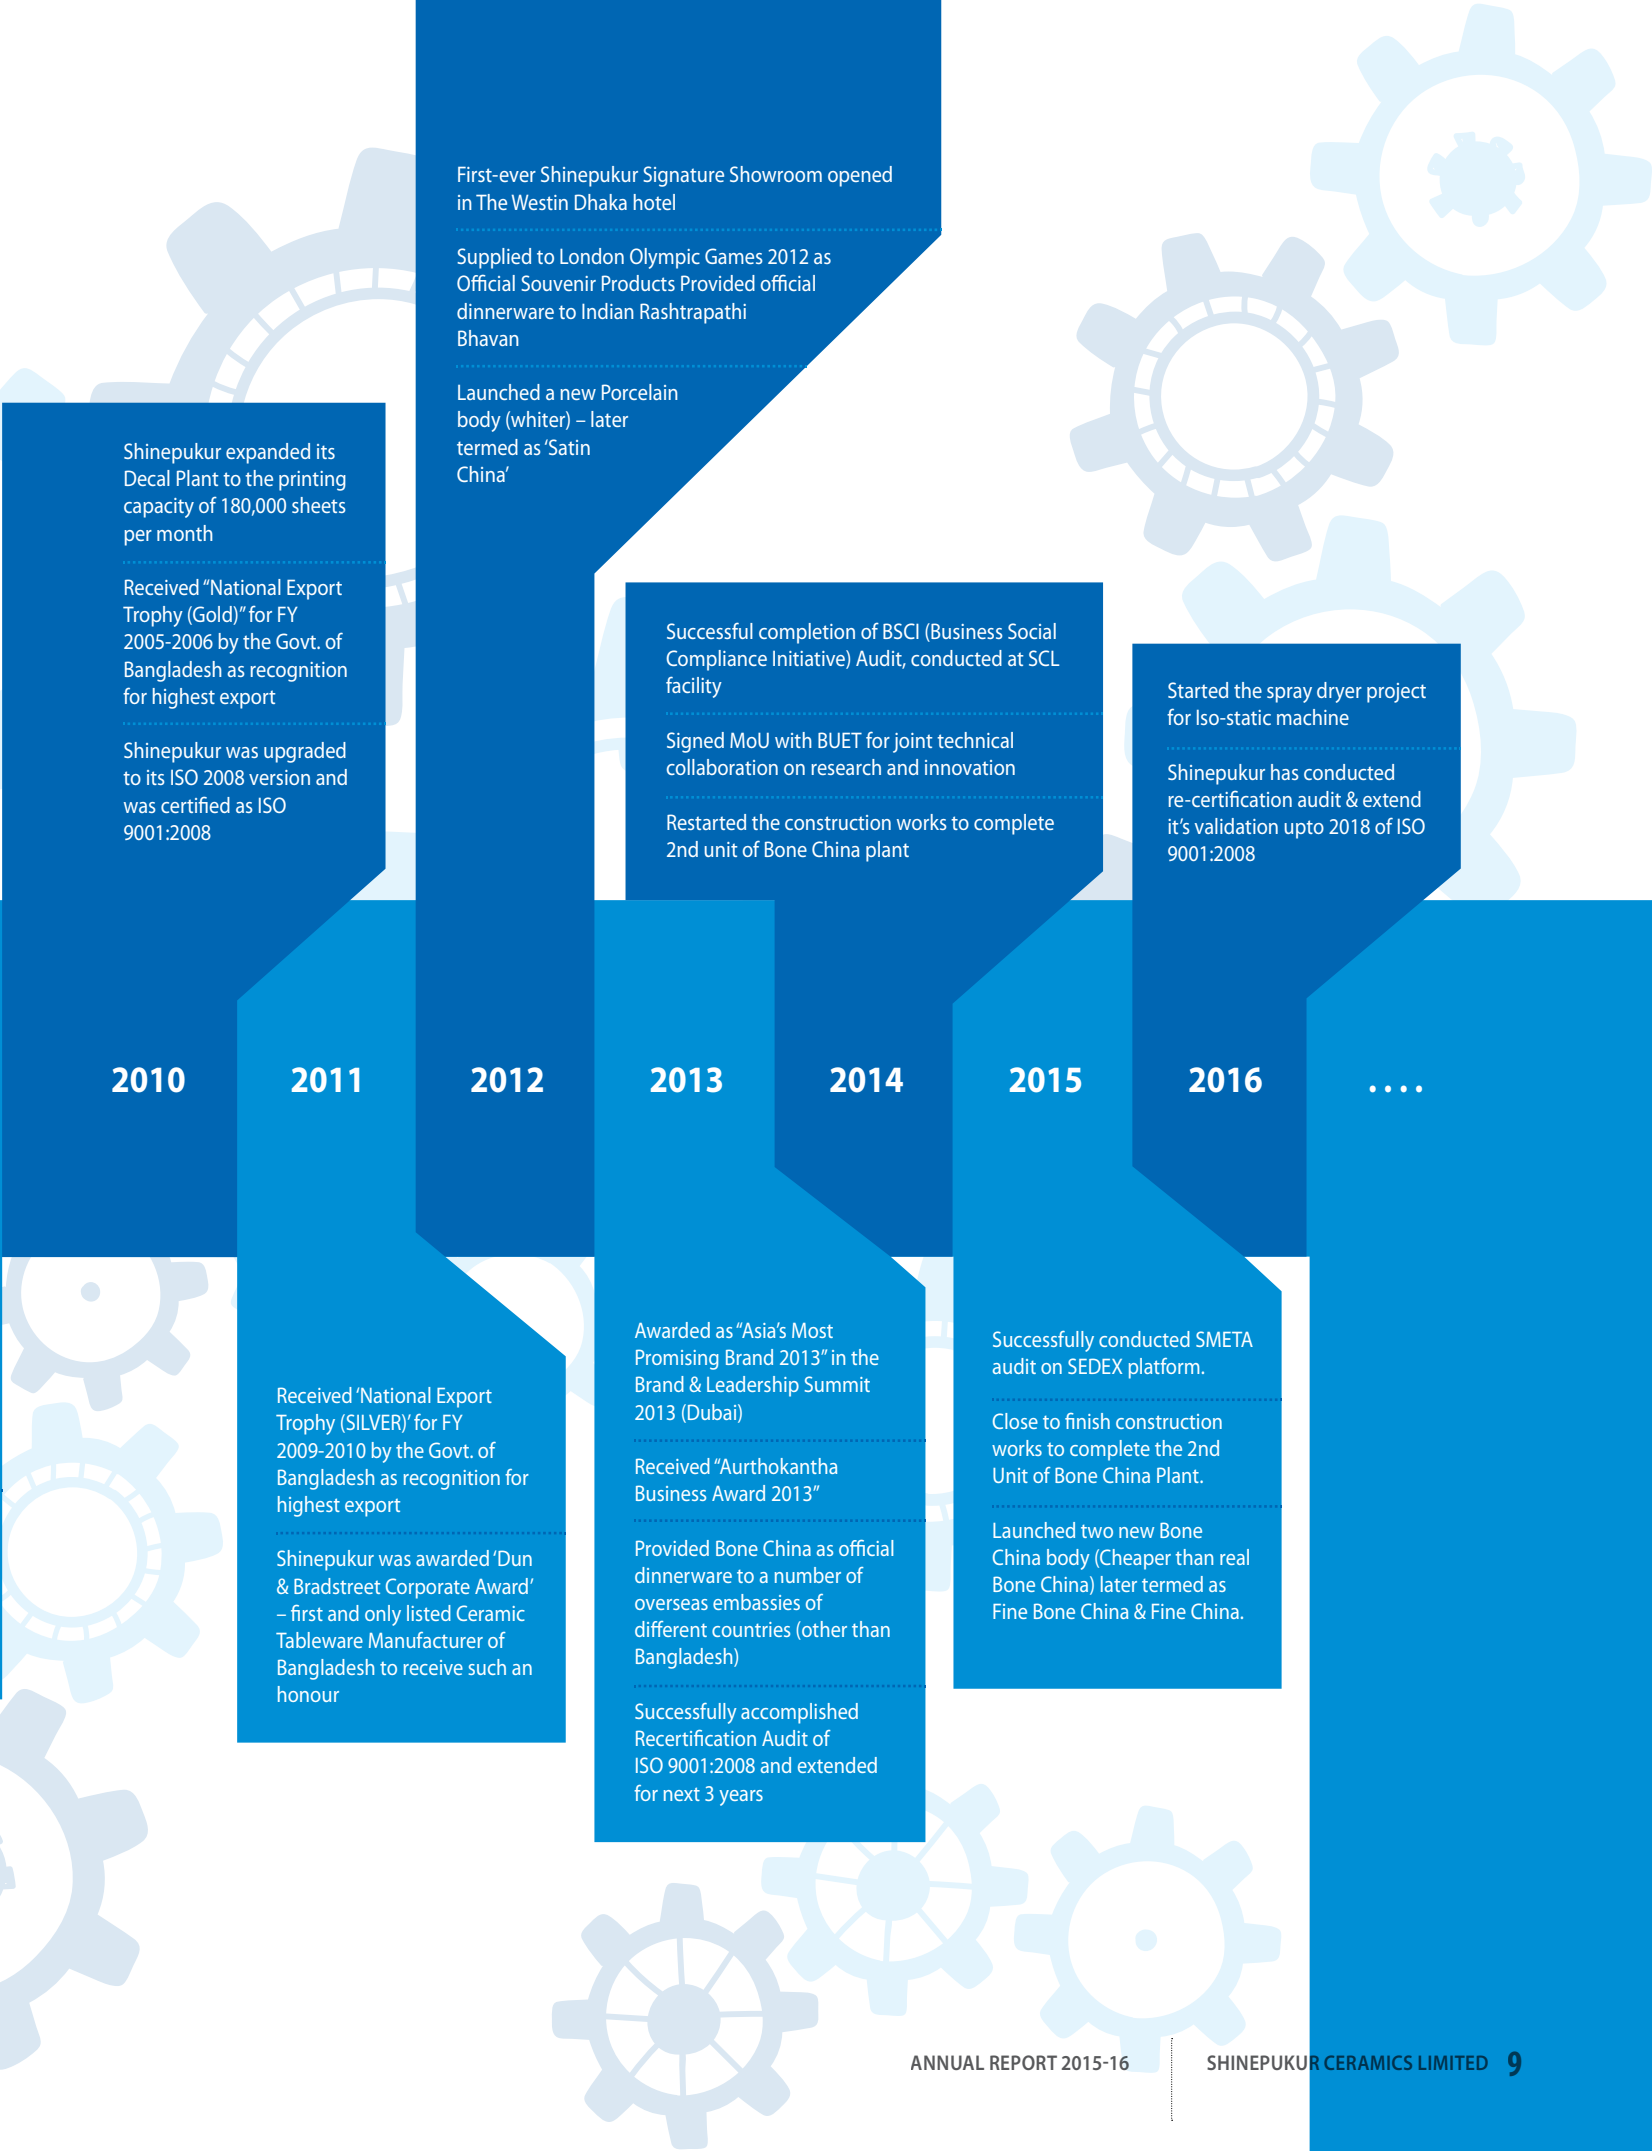 First-ever Shinepukur Signature Showroom opened
in The Westin Dhaka hotel
Supplied to London Olympic Games 2012 as
Official Souvenir Products Provided official
dinnerware to Indian Rashtrapathi
Bhavan
Launched a new Porcelain
body (whiter) – later
termed as ‘Satin
China’
Shinepukur expanded its
Decal Plant to the printing
capacity of 180,000 sheets
per month
Received “National Export
Trophy (Gold)” for FY
2005-2006 by the Govt. of
Bangladesh as recognition
for highest export
Shinepukur was upgraded
to its ISO 2008 version and
was certified as ISO
9001:2008
Successful completion of BSCI (Business Social
Compliance Initiative) Audit, conducted at SCL
facility
Signed MoU with BUET for joint technical
collaboration on research and innovation
Restarted the construction works to complete
2nd unit of Bone China plant
Started the spray dryer project
for Iso-static machine
Shinepukur has conducted
re-certification audit & extend
it’s validation upto 2018 of ISO
9001:2008
2010
2011
2012
2013
2014
2015
2016
....
Received ‘National Export
Trophy (SILVER)’ for FY
2009-2010 by the Govt. of
Bangladesh as recognition for
highest export
Shinepukur was awarded ‘Dun
& Bradstreet Corporate Award’
– first and only listed Ceramic
Tableware Manufacturer of
Bangladesh to receive such an
honour
Awarded as “Asia’s Most
Promising Brand 2013” in the
Brand & Leadership Summit
2013 (Dubai)
Received “Aurthokantha
Business Award 2013”
Provided Bone China as official
dinnerware to a number of
overseas embassies of
different countries (other than
Bangladesh)
Successfully accomplished
Recertification Audit of
ISO 9001:2008 and extended
for next 3 years
Successfully conducted SMETA
audit on SEDEX platform.
Close to finish construction
works to complete the 2nd
Unit of Bone China Plant.
Launched two new Bone
China body (Cheaper than real
Bone China) later termed as
Fine Bone China & Fine China.
ANNUAL REPORT 2015-16
SHINEPUKUR CERAMICS LIMITED 9